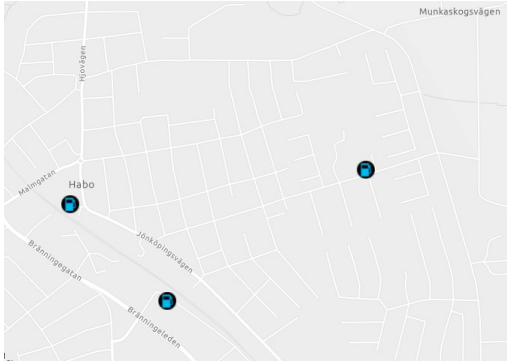 Munkaskogsvägen
Hjovägen
Malmgatan
Habo
Jönköpingsvägen
Bränningegatan
Bränningeleden